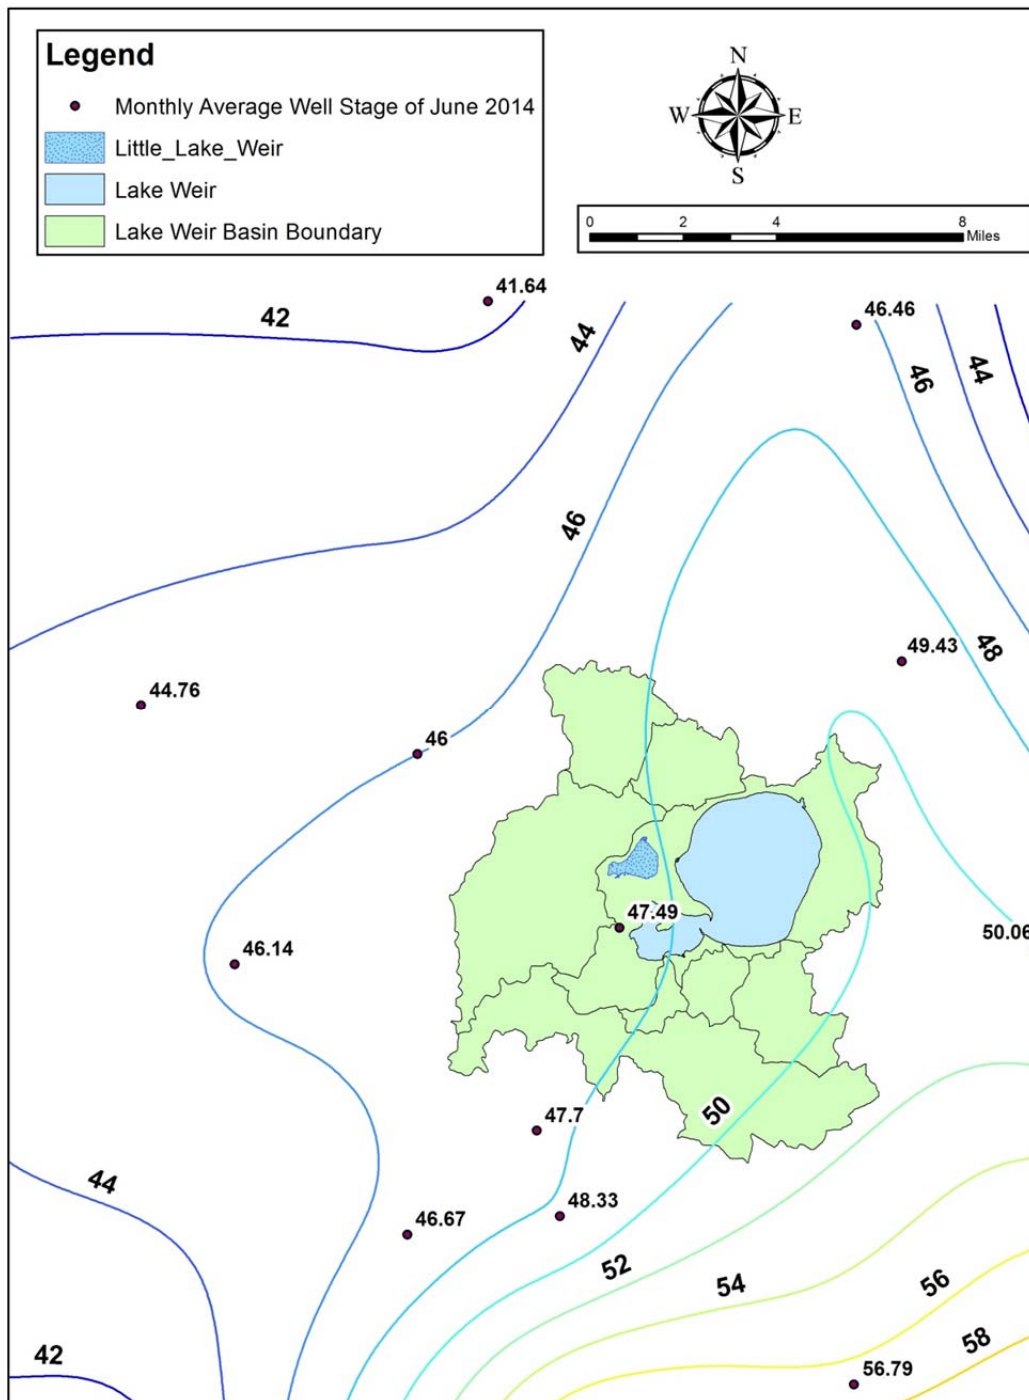 Legend
Monthly Average Well Stage of June 2014
Little_Lake_Weir
Lake Weir
Lake Weir Basin Boundary
N
W E
S
0 2 4 8
Miles
41.64
42
44
46.46
46
44
46
48
49.43
44.76
46
47.49
50.06
46.14
50
47.7
44
48.33
46.67
52
54
56
58
42
56.79